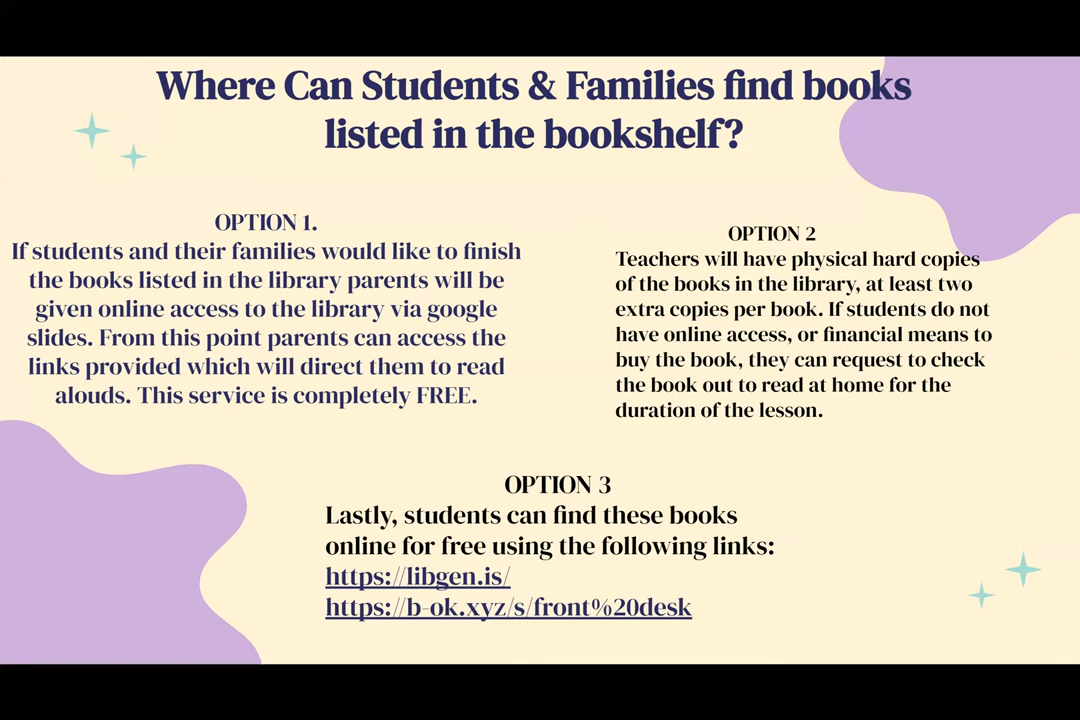 Where Can Students & Families find books
listed in the bookshelf?
OPTION 1.
If students and their families would like to finish
the books listed in the library parents will be
given online access to the library via google
slides. From this point parents can access the
links provided which will direct them to read
alouds. This service is completely FREE.
OPTION 2
Teachers will have physical hard copies
of the books in the library, at least two
extra copies per book. If students do not
have online access, or financial means to
buy the book, they can request to check
the book out to read at home for the
duration of the lesson.
OPTION 3
Lastly, students can find these books
online for free using the following links:
https://libgen.is/
https://b-ok.xyz/s/front%20desk